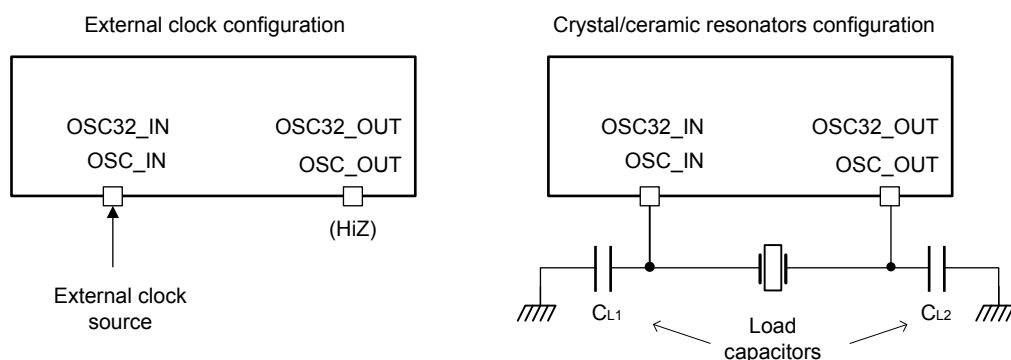 External clock configuration
OSC32_IN OSC32_OUT
OSC_IN OSC_OUT
(HiZ)
External clock
source
Crystal/ceramic resonators configuration
OSC32_IN OSC32_OUT
OSC_IN OSC_OUT
CL1 CL2
Load
capacitors